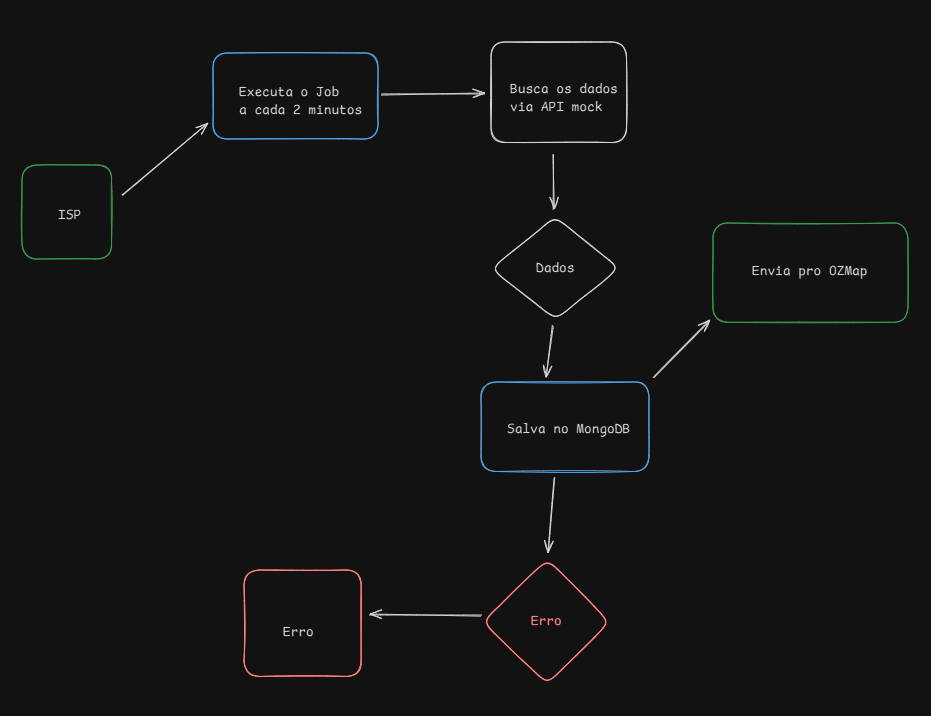 ISP
Executa o Job
a cada 2 minutos
Busca os dados
via API mock
Dados
Salva no MongoDB
Envia pro OZMap
Erro
Erro